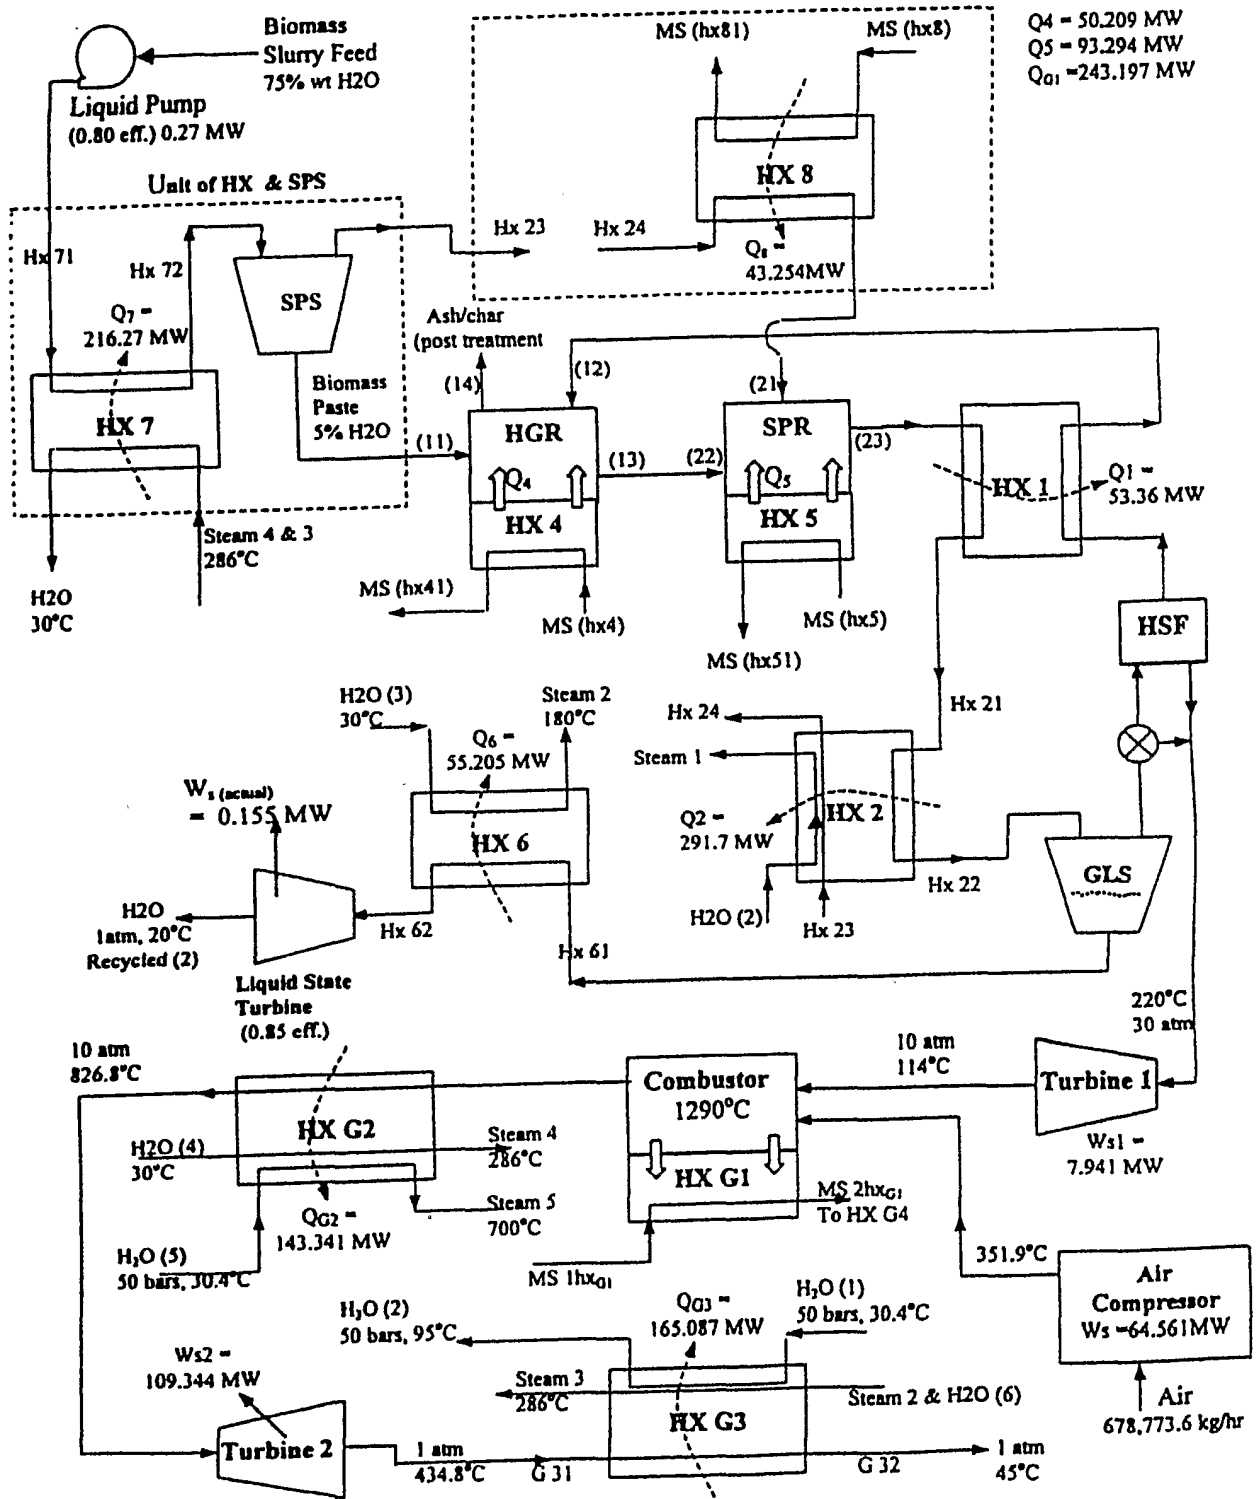 Biomass
Slurry Feed
75% wt H2O
Liquid Pump
(0.80 eff.) 0.27 MW
MS (hx81)
MS (hx8)
Q4 = 50.209 MW
Q5 = 93.294 MW
QG1 =243.197 MW
HX 8
Q8 =
43.254MW
Unit of HX & SPS
Hx 71
Hx 72
SPS
Hx 23
Hx 24
Q7 =
216.27 MW
HX 7
Biomass
Paste
5% H2O
Steam 4 & 3
286°C
H2O
30°C
Ash/char
(post treatment
(14)
(12)
(11)
HGR
Q4
HX 4
(13)
(22)
(21)
SPR
Q5
HX 5
(23)
HX 1
Q1 =
53.36 MW
MS (hx41)
MS (hx4)
MS (hx51)
MS (hx5)
HSF
H2O (3)
30°C
Steam 2
180°C
Q6 =
55.205 MW
HX 6
Ws (actual)
= 0.155 MW
H2O
1atm, 20°C
Recycled (2)
Liquid State
Turbine
(0.85 eff.)
Hx 62
Hx 61
Hx 24
Steam 1
Hx 21
Q2 =
291.7 MW
HX 2
H2O (2)
Hx 23
Hx 22
GLS
220°C
30 atm
10 atm
826.8°C
HX G2
H2O (4)
30°C
Steam 4
286°C
Steam 5
700°C
QG2 =
143.341 MW
H2O (5)
50 bars, 30.4°C
Combustor
1290°C
HX G1
MS 1hxG1
MS 2hxG1
To HX G4
10 atm
114°C
Turbine 1
Ws1 =
7.941 MW
351.9°C
Air
Compressor
Ws =64.561MW
Air
678,773.6 kg/hr
H2O (2)
50 bars, 95°C
QG3 =
165.087 MW
H2O (1)
50 bars, 30.4°C
Steam 3
286°C
Steam 2 & H2O (6)
HX G3
Ws2 =
109.344 MW
Turbine 2
1 atm
434.8°C
G 31
G 32
1 atm
45°C